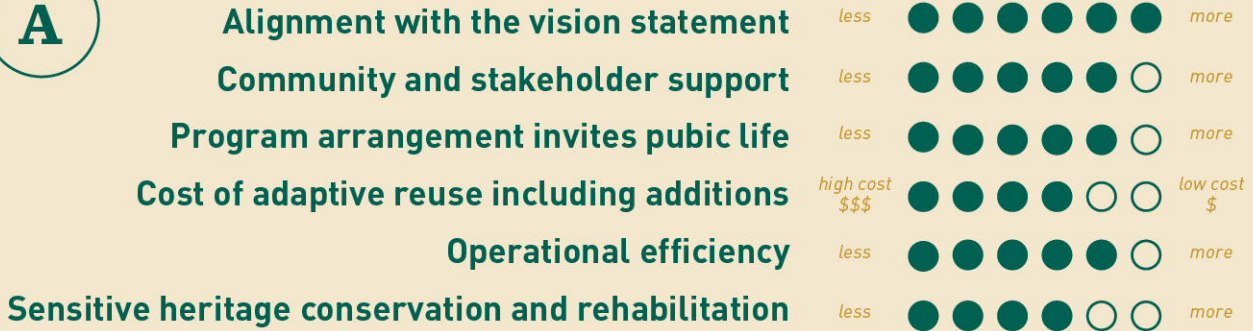 A
Alignment with the vision statement less more
Community and stakeholder support less more
Program arrangement invites pubic life less more
Cost of adaptive reuse including additions high cost $$$ low cost $
Operational efficiency less more
Sensitive heritage conservation and rehabilitation less more